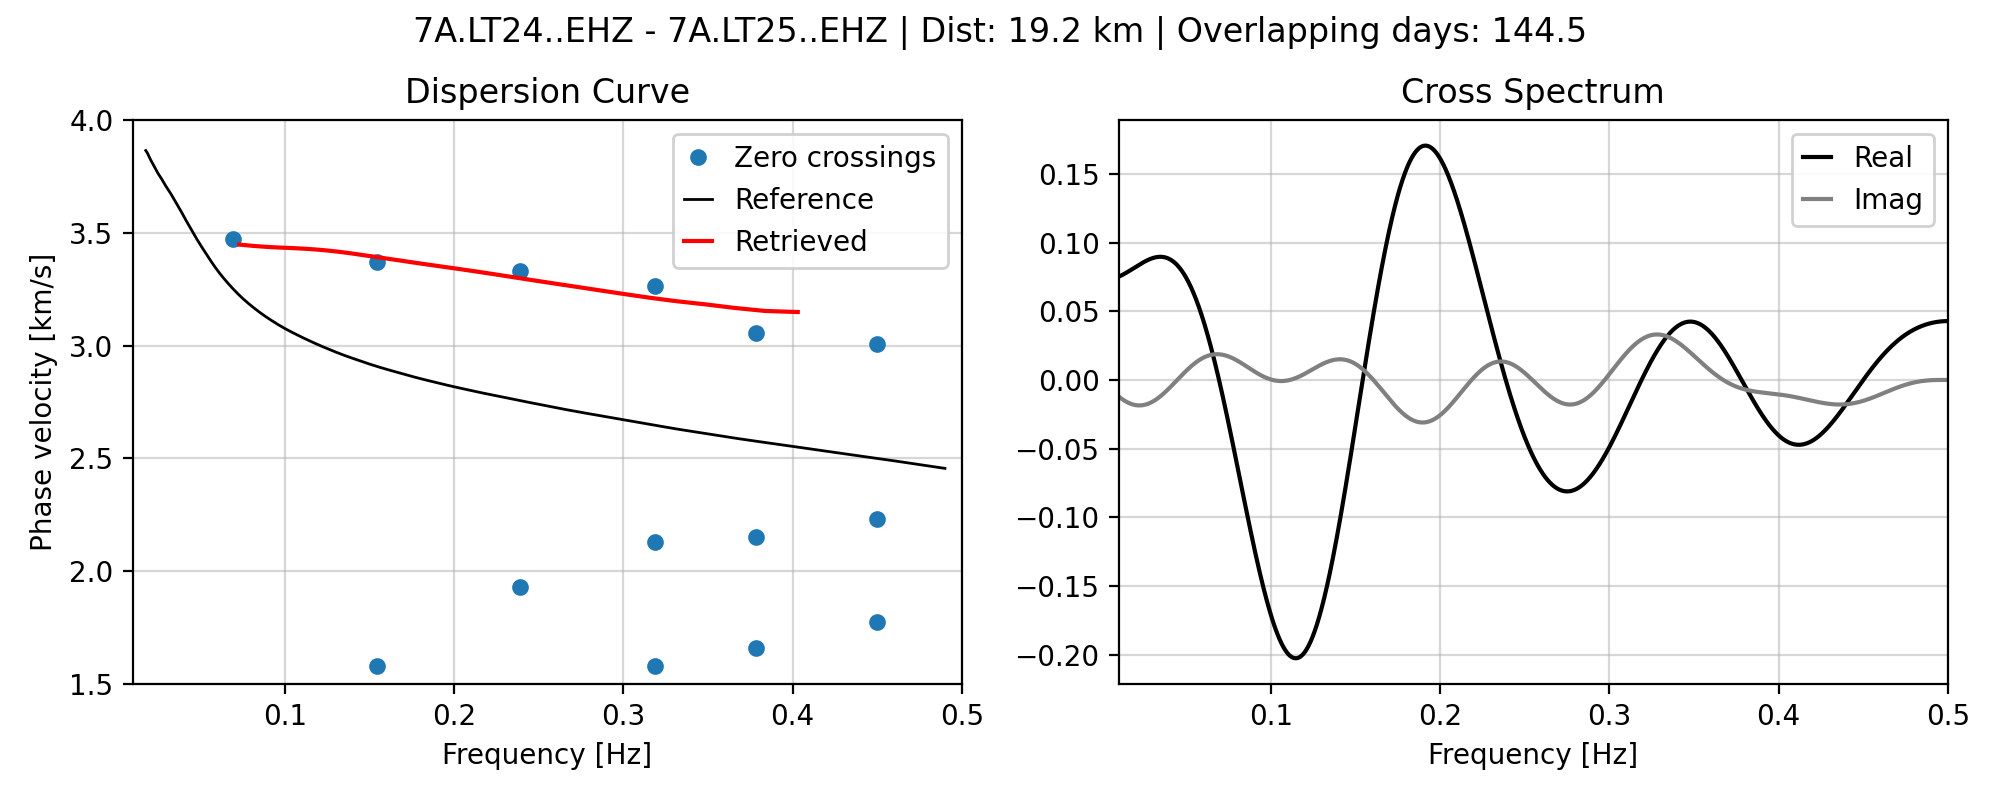 7A.LT24..EHZ - 7A.LT25..EHZ | Dist: 19.2 km | Overlapping days: 144.5
Dispersion Curve
4.0
3.5
3.0
2.5
2.0
1.5
Phase velocity [km/s]
0.1
0.2
0.3
0.4
0.5
Frequency [Hz]
Zero crossings
Reference
Retrieved
Cross Spectrum
0.15
0.10
0.05
0.00
−0.05
−0.10
−0.15
−0.20
0.1
0.2
0.3
0.4
0.5
Frequency [Hz]
Real
Imag